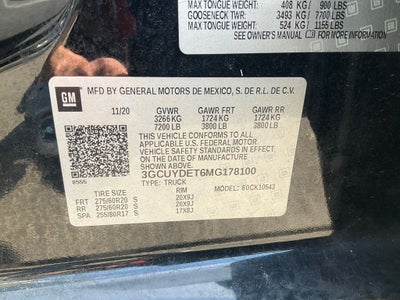 MAX TONGUE WEIGHT: 408 KG 900 LBS
GOOSENECK TWR: 3493 KG 7700 LBS
MAX TONGUE WEIGHT: 524 KG 1155 LBS
SEE OWNER'S MANUAL FOR MORE INFORMATION
GM
MFD BY GENERAL MOTORS DE MEXICO, S. DE R.L. DE C.V.
11/20 GVWR GAWR FRT GAWR RR
3266 KG 1724 KG 1724 KG
7200 LB 3800 LB 3800 LB
THIS VEHICLE CONFORMS TO ALL
APPLICABLE U.S. FEDERAL MOTOR
VEHICLE SAFETY STANDARDS IN
EFFECT ON THE DATE OF
MANUFACTURE SHOWN ABOVE.
3GCUYDET6MG178100
TYPE: TRUCK MODEL: 60CK10543
TIRE SIZE RIM
FRT 275/60R20 S 20X9J
RR 275/60R20 S 20X9J
SPA 255/80R17 S 17X8J